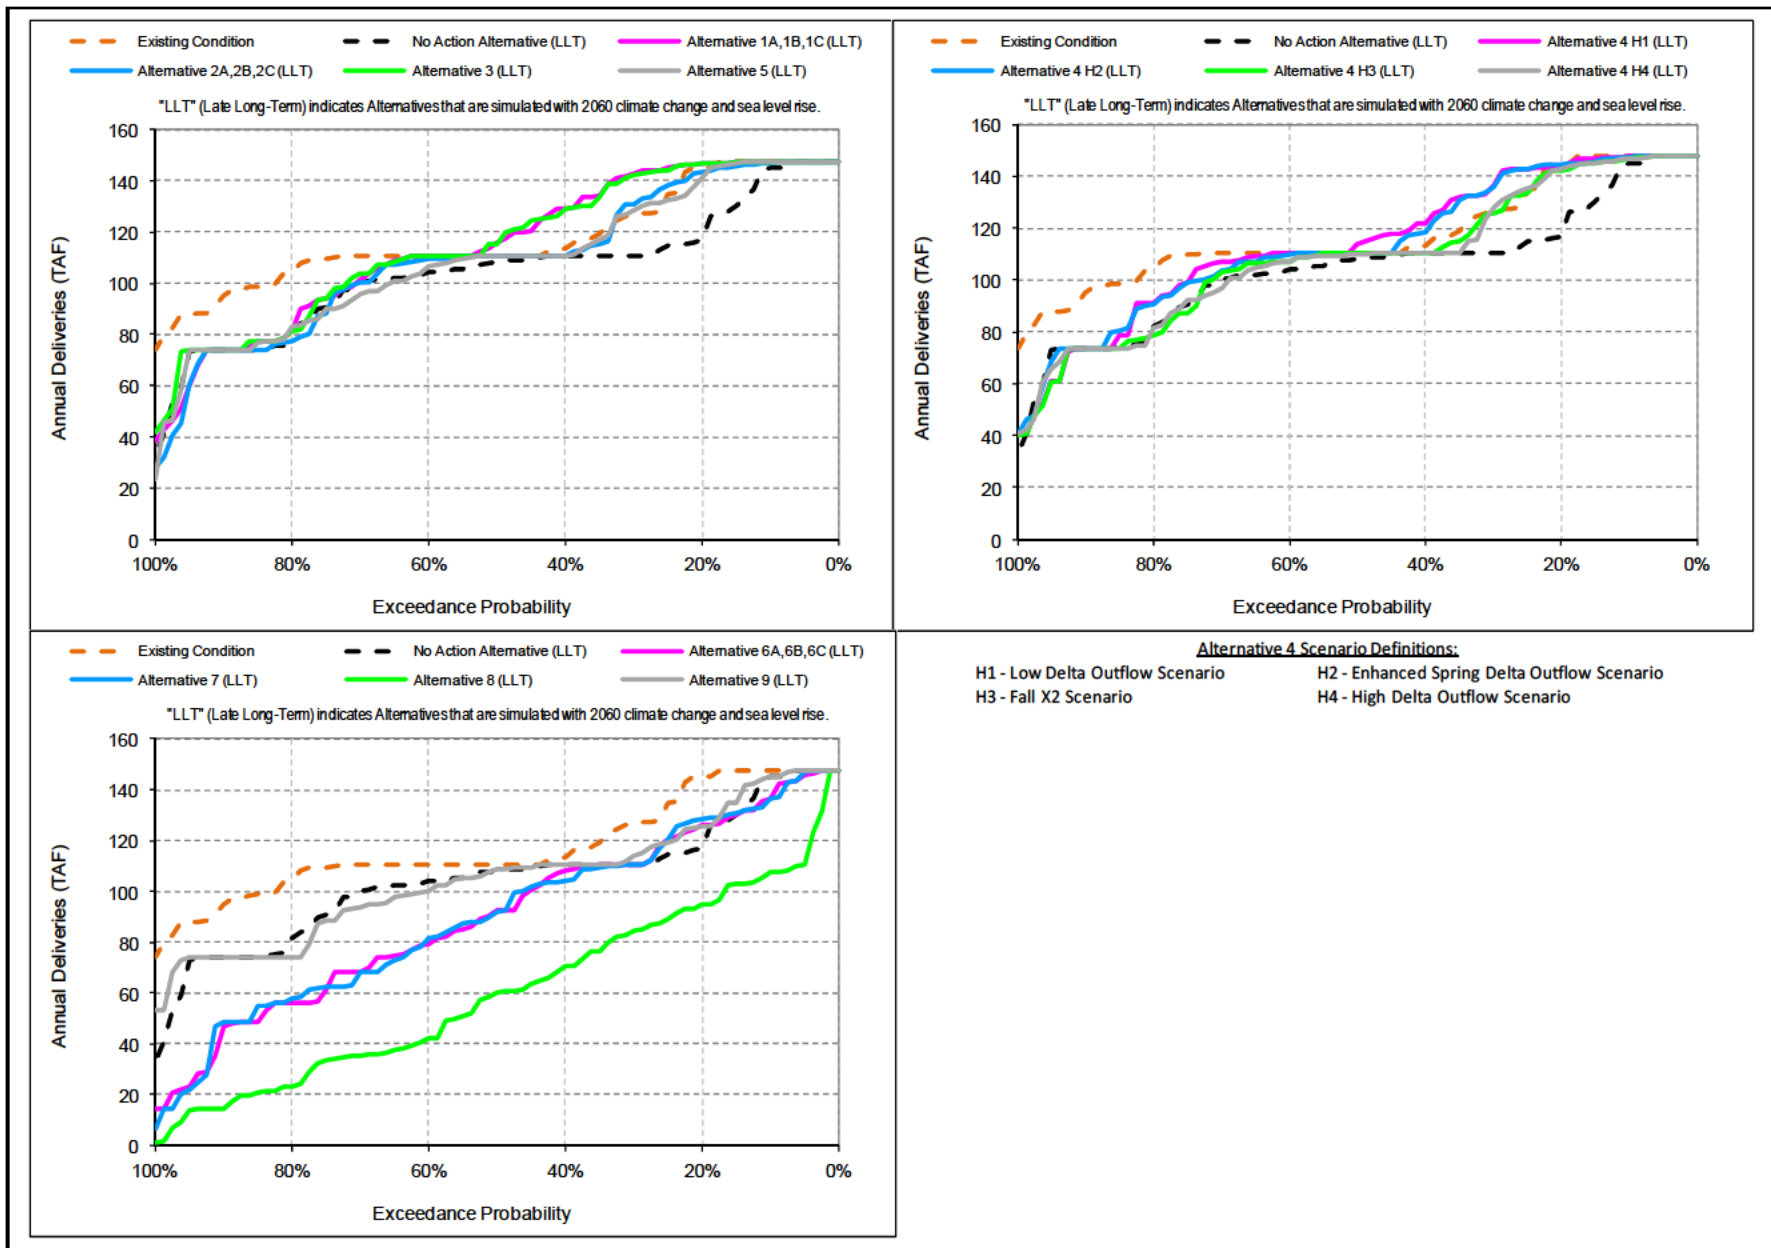 Existing Condition
No Action Alternative (LLT)
Alternative 1A,1B,1C (LLT)
Alternative 2A,2B,2C (LLT)
Alternative 3 (LLT)
Alternative 5 (LLT)
"LLT" (Late Long-Term) indicates Alternatives that are simulated with 2060 climate change and sea level rise.
Annual Deliveries (TAF)
160
140
120
100
80
60
40
20
0
100% 80% 60% 40% 20% 0%
Exceedance Probability
Existing Condition
No Action Alternative (LLT)
Alternative 4 H1 (LLT)
Alternative 4 H2 (LLT)
Alternative 4 H3 (LLT)
Alternative 4 H4 (LLT)
"LLT" (Late Long-Term) indicates Alternatives that are simulated with 2060 climate change and sea level rise.
Annual Deliveries (TAF)
160
140
120
100
80
60
40
20
0
100% 80% 60% 40% 20% 0%
Exceedance Probability
Existing Condition
No Action Alternative (LLT)
Alternative 6A,6B,6C (LLT)
Alternative 7 (LLT)
Alternative 8 (LLT)
Alternative 9 (LLT)
"LLT" (Late Long-Term) indicates Alternatives that are simulated with 2060 climate change and sea level rise.
Annual Deliveries (TAF)
160
140
120
100
80
60
40
20
0
100% 80% 60% 40% 20% 0%
Exceedance Probability
Alternative 4 Scenario Definitions:
H1 - Low Delta Outflow Scenario
H2 - Enhanced Spring Delta Outflow Scenario
H3 - Fall X2 Scenario
H4 - High Delta Outflow Scenario